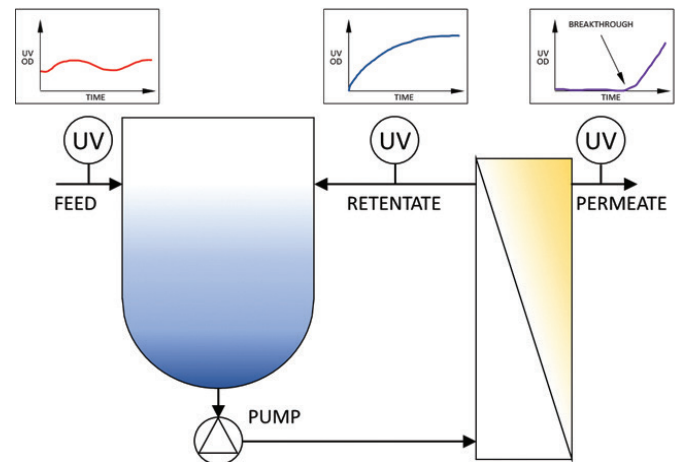 UV
OD
TIME
UV
OD
TIME
BREAKTHROUGH
UV
OD
TIME
UV
UV
UV
FEED
RETENTATE
PERMEATE
PUMP